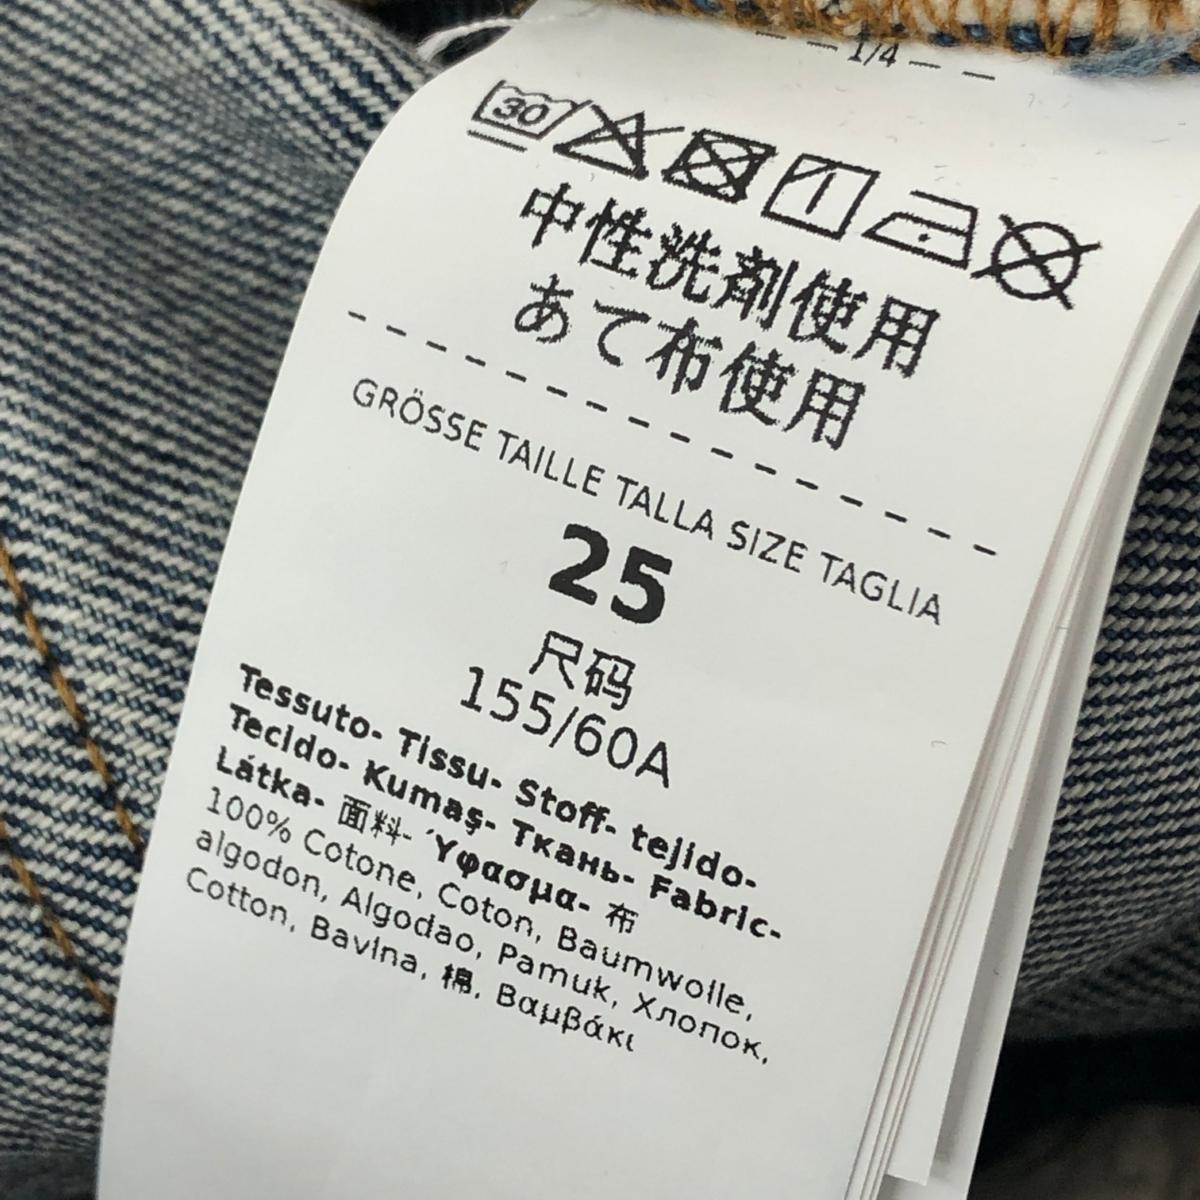 1/4
30
中性洗剤使用
あて布使用
GRÖSSE TAILLE TALLA SIZE TAGLIA
25
尺码
155/60A
Tessuto- Tissu- Stoff- tejido-
Tecido- Kumaş- Ткань- Fabric-
Látka- 面料- Ύφασμα- 布
100% Cotone, Coton, Baumwolle,
algodon, Algodao, Pamuk, Хлопок,
Cotton, Bavlna, 棉, Βαμβάκι